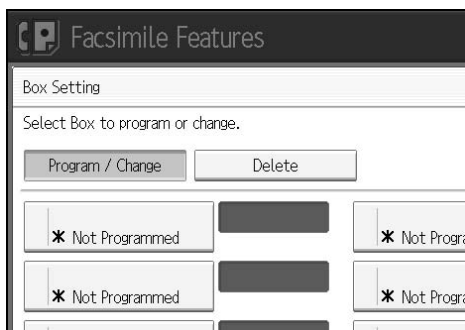 Facsimile Features
Box Setting
Select Box to program or change.
Program / Change Delete
* Not Programmed * Not Progra
* Not Programmed * Not Progra